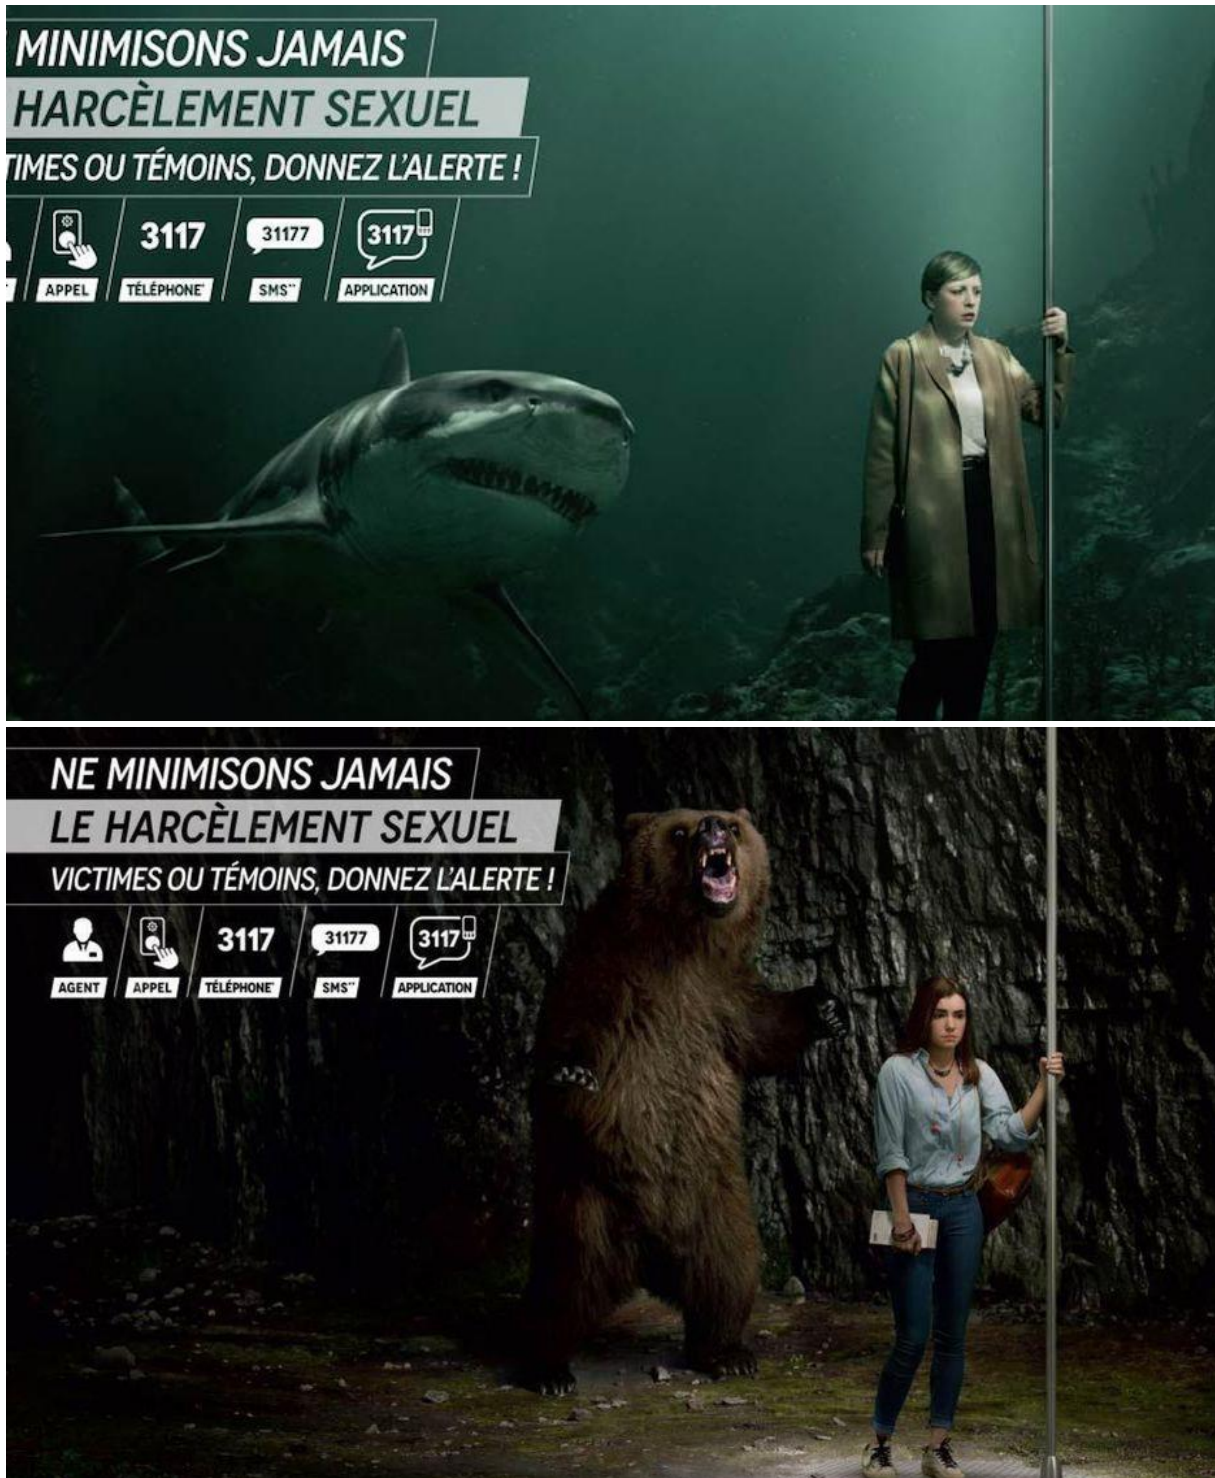 MINIMISONS JAMAIS
HARCÈLEMENT SEXUEL
TIMES OU TÉMOINS, DONNEZ L'ALERTE !
3117 31177 3117
APPEL TÉLÉPHONE* SMS** APPLICATION
NE MINIMISONS JAMAIS
LE HARCÈLEMENT SEXUEL
VICTIMES OU TÉMOINS, DONNEZ L'ALERTE !
3117 31177 3117
AGENT APPEL TÉLÉPHONE* SMS** APPLICATION